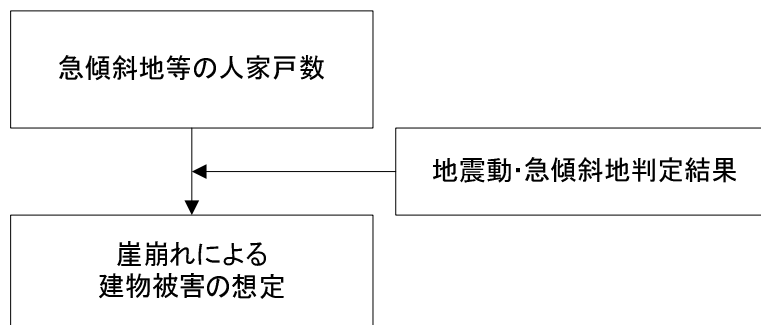 急傾斜地等の人家戸数
地震動・急傾斜地判定結果
崖崩れによる
建物被害の想定